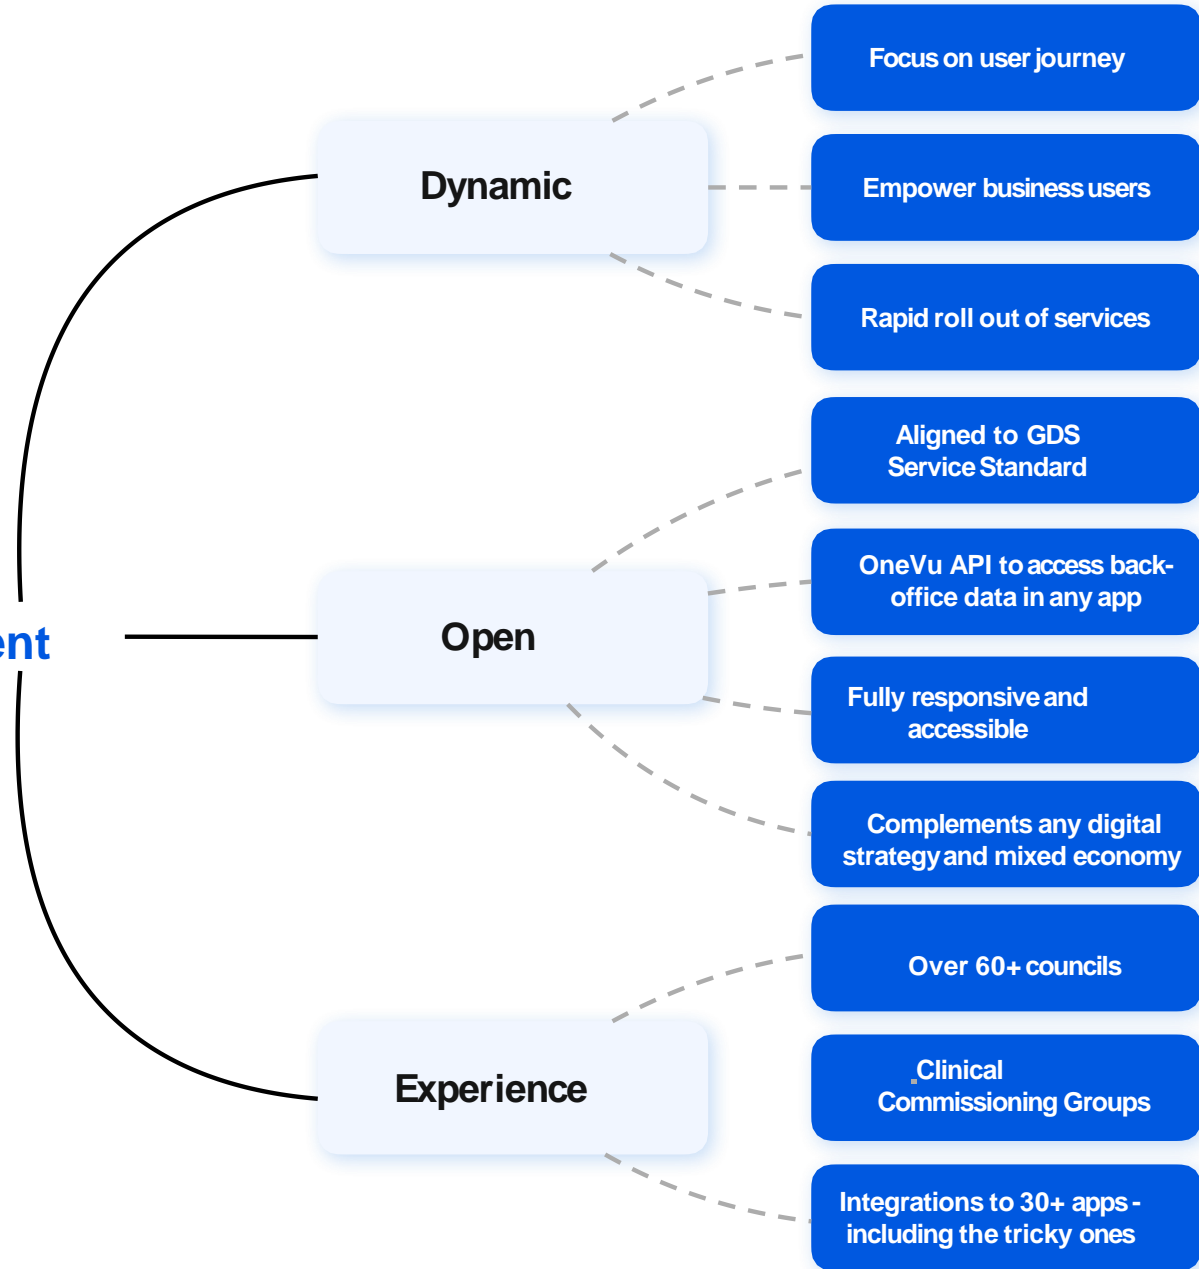 Focus on user journey
Dynamic
Empower business users
Rapid roll out of services
Aligned to GDS
Service Standard
OneVu API to access back-
office data in any app
ent
Open
Fully responsive and
accessible
Complements any digital
strategy and mixed economy
Over 60+ councils
Experience
Clinical
Commissioning Groups
Integrations to 30+ apps -
including the tricky ones